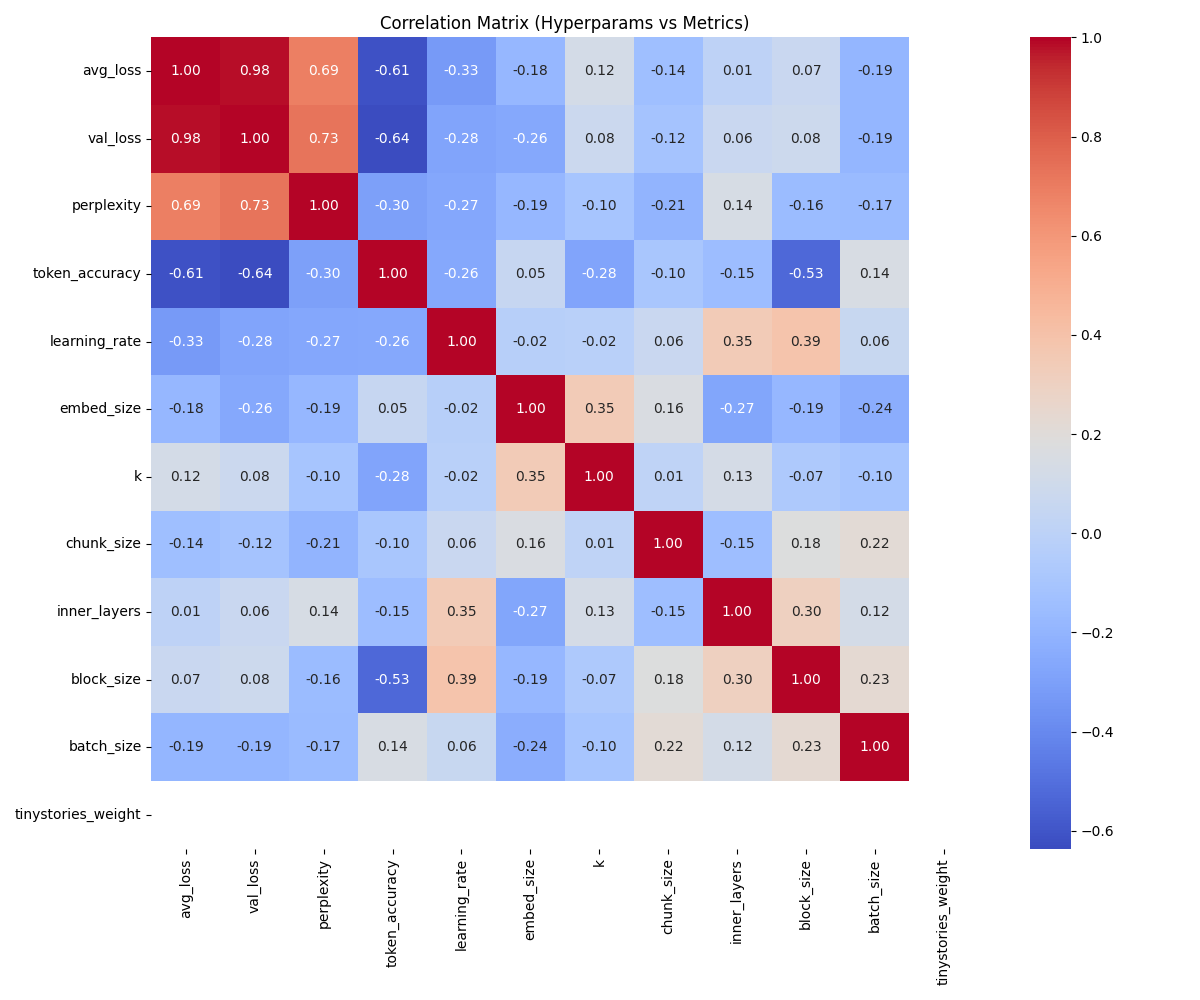 Correlation Matrix (Hyperparams vs Metrics)
avg_loss 1.00 0.98 0.69 -0.61 -0.33 -0.18 0.12 -0.14 0.01 0.07 -0.19
val_loss 0.98 1.00 0.73 -0.64 -0.28 -0.26 0.08 -0.12 0.06 0.08 -0.19
perplexity 0.69 0.73 1.00 -0.30 -0.27 -0.19 -0.10 -0.21 0.14 -0.16 -0.17
token_accuracy -0.61 -0.64 -0.30 1.00 -0.26 0.05 -0.28 -0.10 -0.15 -0.53 0.14
learning_rate -0.33 -0.28 -0.27 -0.26 1.00 -0.02 -0.02 0.06 0.35 0.39 0.06
embed_size -0.18 -0.26 -0.19 0.05 -0.02 1.00 0.35 0.16 -0.27 -0.19 -0.24
k 0.12 0.08 -0.10 -0.28 -0.02 0.35 1.00 0.01 0.13 -0.07 -0.10
chunk_size -0.14 -0.12 -0.21 -0.10 0.06 0.16 0.01 1.00 -0.15 0.18 0.22
inner_layers 0.01 0.06 0.14 -0.15 0.35 -0.27 0.13 -0.15 1.00 0.30 0.12
block_size 0.07 0.08 -0.16 -0.53 0.39 -0.19 -0.07 0.18 0.30 1.00 0.23
batch_size -0.19 -0.19 -0.17 0.14 0.06 -0.24 -0.10 0.22 0.12 0.23 1.00
tinystories_weight
avg_loss
val_loss
perplexity
token_accuracy
learning_rate
embed_size
k
chunk_size
inner_layers
block_size
batch_size
tinystories_weight
1.0
0.8
0.6
0.4
0.2
0.0
−0.2
−0.4
−0.6